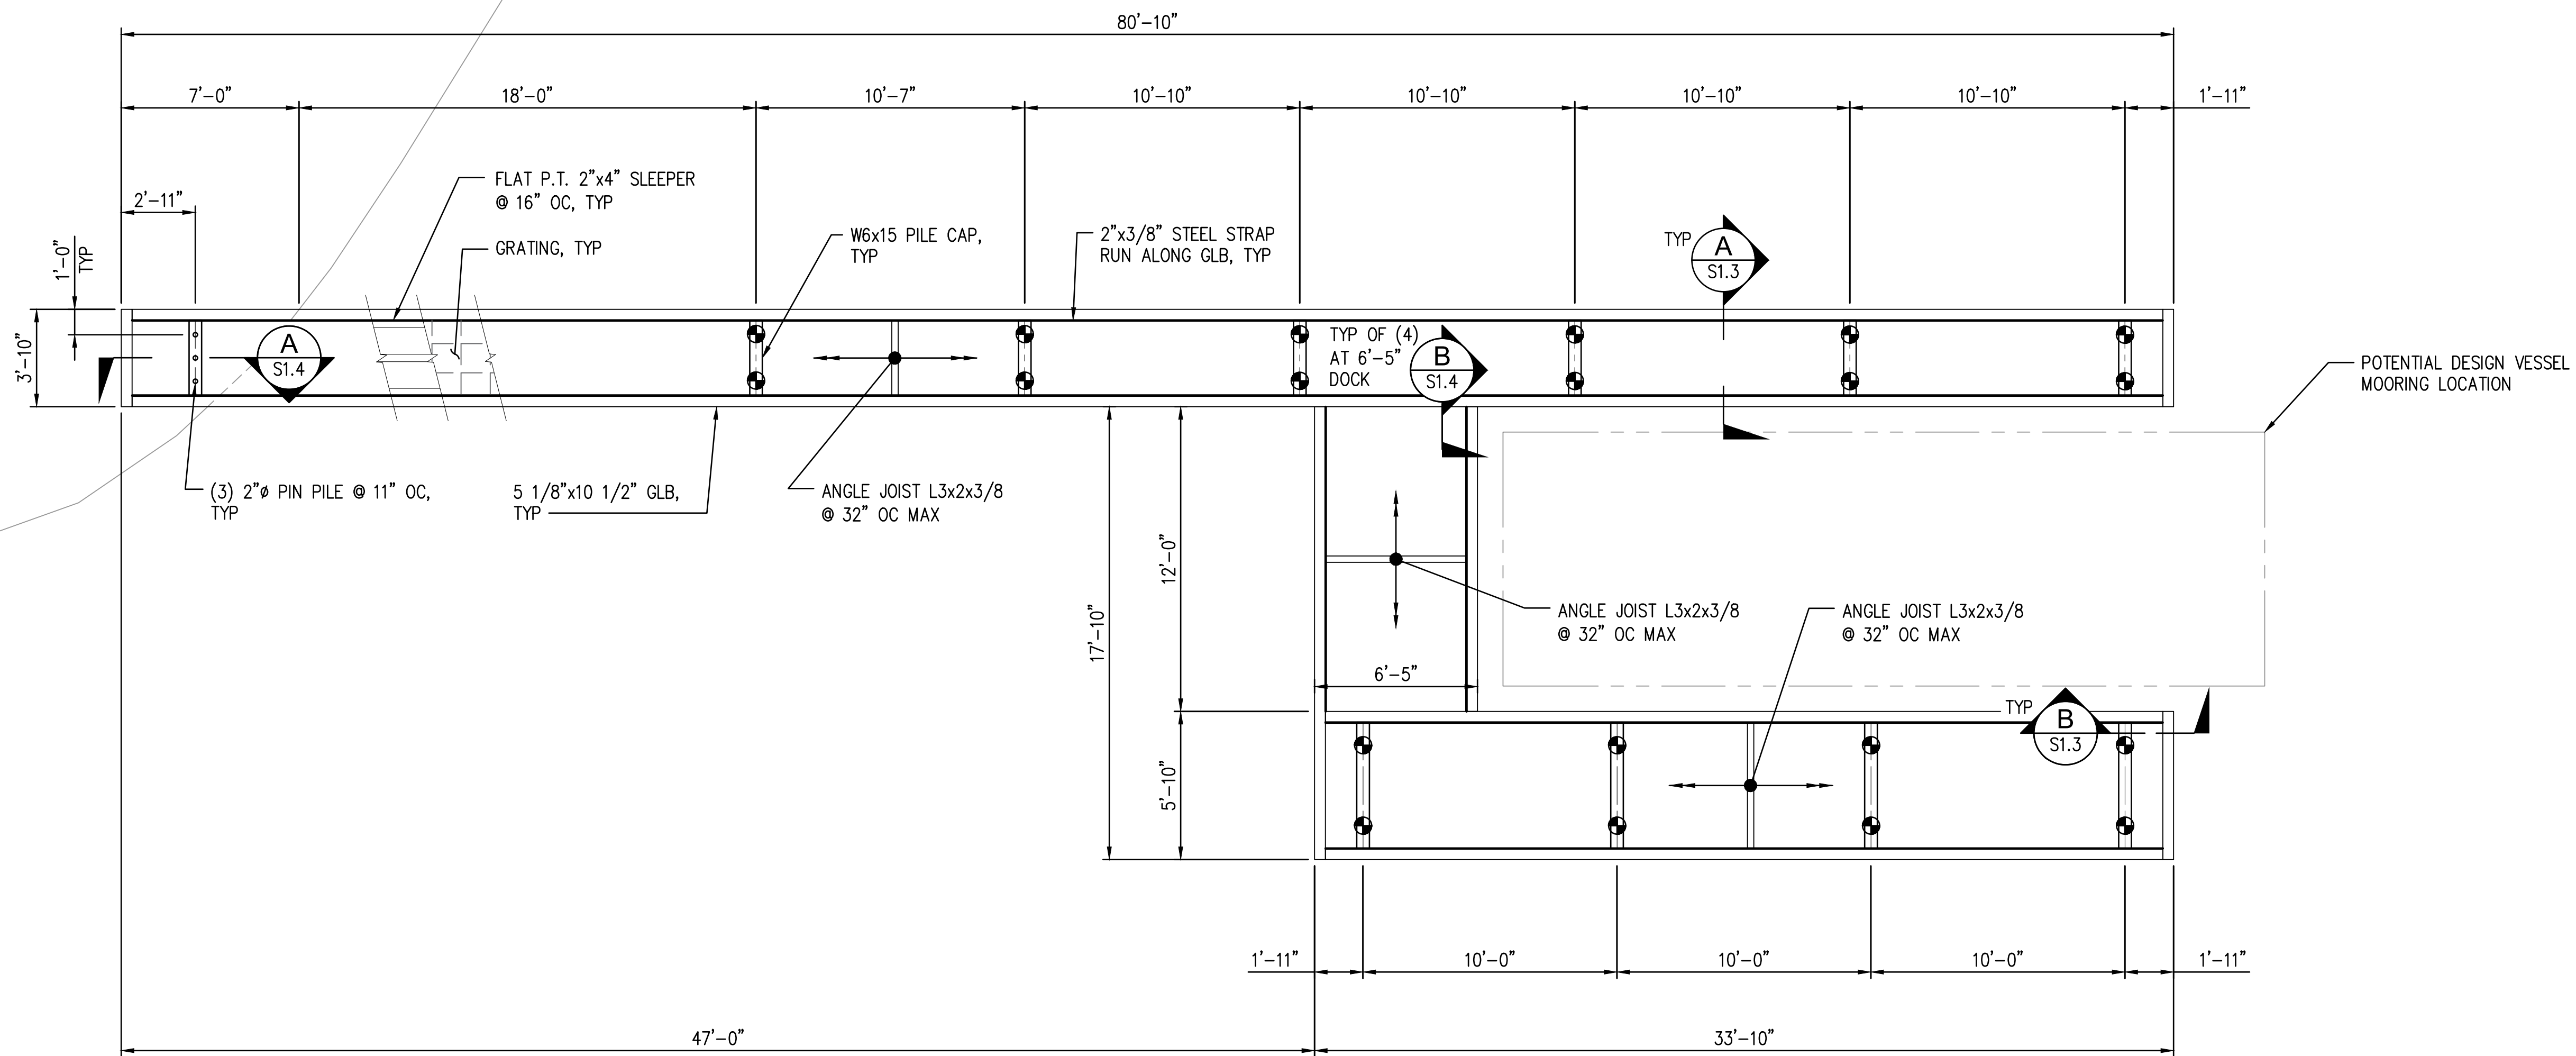 80'-10"
7'-0"
18'-0"
10'-7"
10'-10"
10'-10"
10'-10"
10'-10"
1'-11"
2'-11"
FLAT P.T. 2"x4" SLEEPER
@ 16" OC, TYP
GRATING, TYP
W6x15 PILE CAP,
TYP
2"x3/8" STEEL STRAP
RUN ALONG GLB, TYP
TYP
A
S1.3
1'-0"
TYP
3'-10"
A
S1.4
TYP OF (4)
AT 6'-5"
DOCK
B
S1.4
POTENTIAL DESIGN VESSEL
MOORING LOCATION
(3) 2"ø PIN PILE @ 11" OC,
TYP
5 1/8"x10 1/2" GLB,
TYP
ANGLE JOIST L3x2x3/8
@ 32" OC MAX
12'-0"
17'-10"
ANGLE JOIST L3x2x3/8
@ 32" OC MAX
ANGLE JOIST L3x2x3/8
@ 32" OC MAX
6'-5"
TYP
B
S1.3
5'-10"
1'-11"
10'-0"
10'-0"
10'-0"
1'-11"
47'-0"
33'-10"